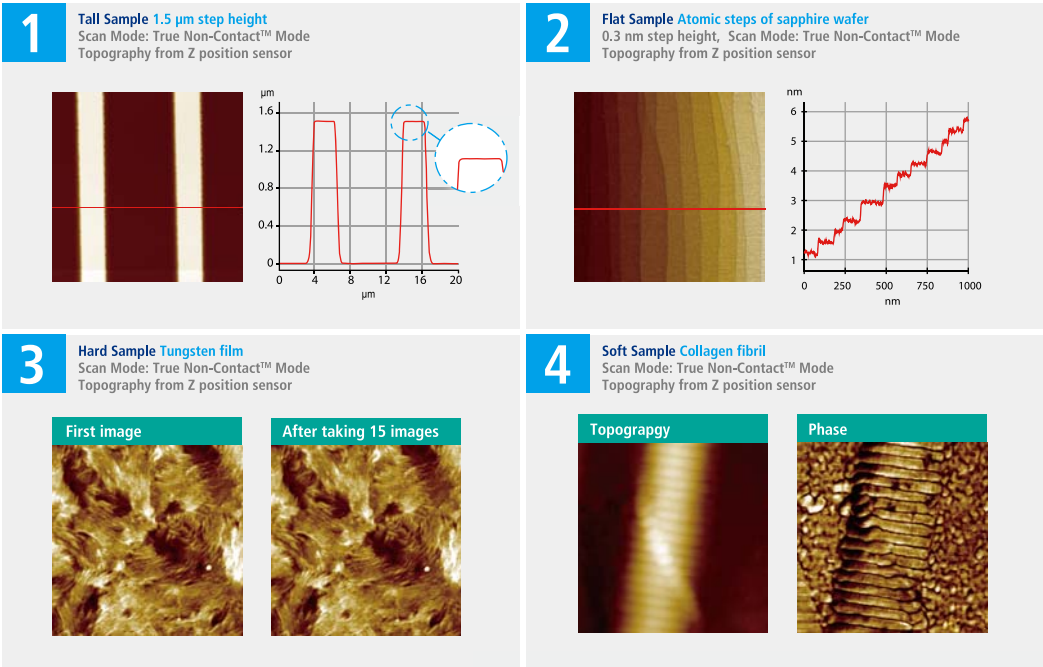 1
Tall Sample 1.5 µm step height
Scan Mode: True Non-Contact™ Mode
Topography from Z position sensor
µm
1.6
1.2
0.8
0.4
0
0 4 8 12 16 20
µm
2
Flat Sample Atomic steps of sapphire wafer
0.3 nm step height, Scan Mode: True Non-Contact™ Mode
Topography from Z position sensor
nm
6
5
4
3
2
1
0 250 500 750 1000
nm
3
Hard Sample Tungsten film
Scan Mode: True Non-Contact™ Mode
Topography from Z position sensor
First image
After taking 15 images
4
Soft Sample Collagen fibril
Scan Mode: True Non-Contact™ Mode
Topography from Z position sensor
Topograpgy
Phase